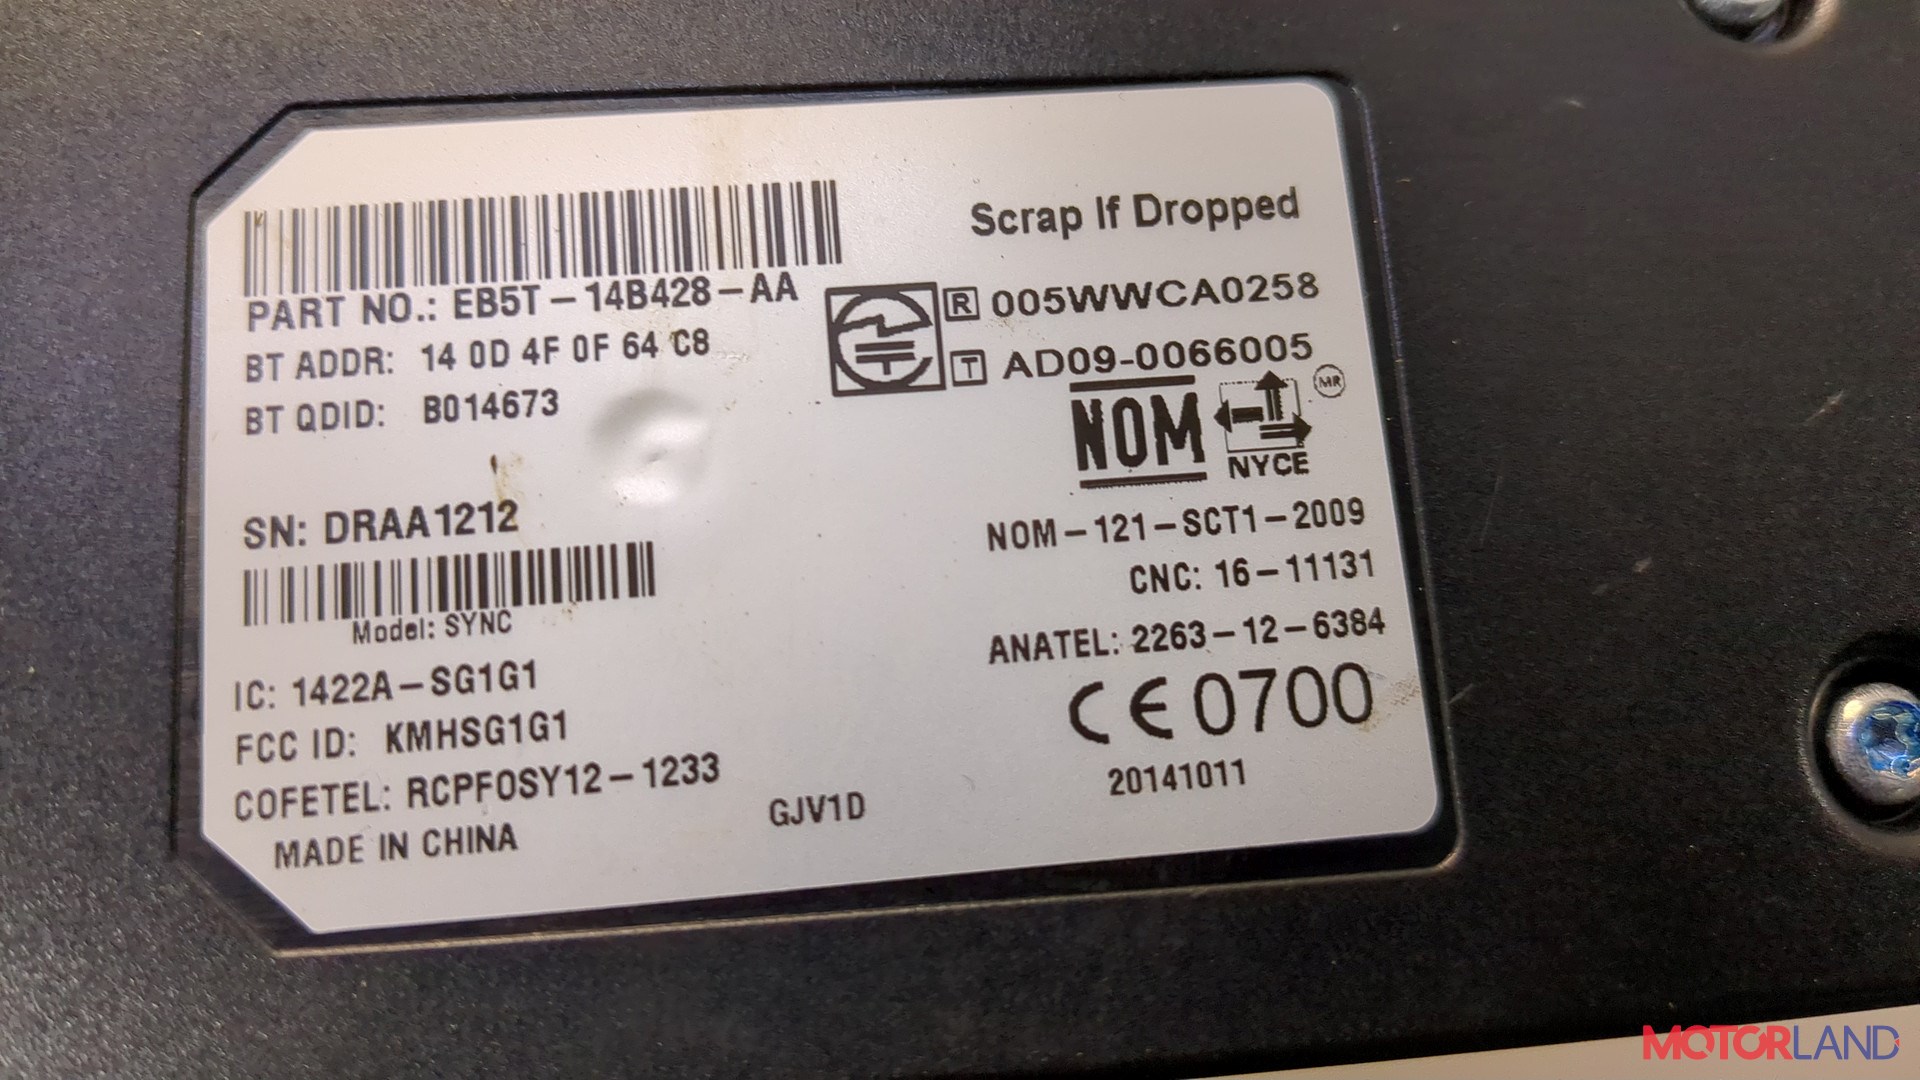 Scrap If Dropped
PART NO.: EB5T-14B428-AA
BT ADDR: 14 0D 4F 0F 64 C8
BT QDID: B014673
R 005WWCA0258
T AD09-0066005
NOM
NYCE
MR
SN: DRAA1212
Model: SYNC
NOM-121-SCT1-2009
CNC: 16-11131
ANATEL: 2263-12-6384
IC: 1422A-SG1G1
FCC ID: KMHSG1G1
COFETEL: RCPFOSY12-1233
MADE IN CHINA
GJV1D
CE 0700
20141011
MOTORLAND